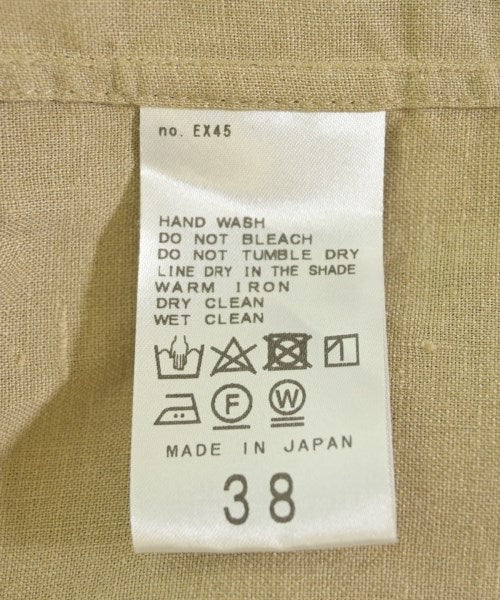 no. EX45
HAND WASH
DO NOT BLEACH
DO NOT TUMBLE DRY
LINE DRY IN THE SHADE
WARM IRON
DRY CLEAN
WET CLEAN
F W
MADE IN JAPAN
38